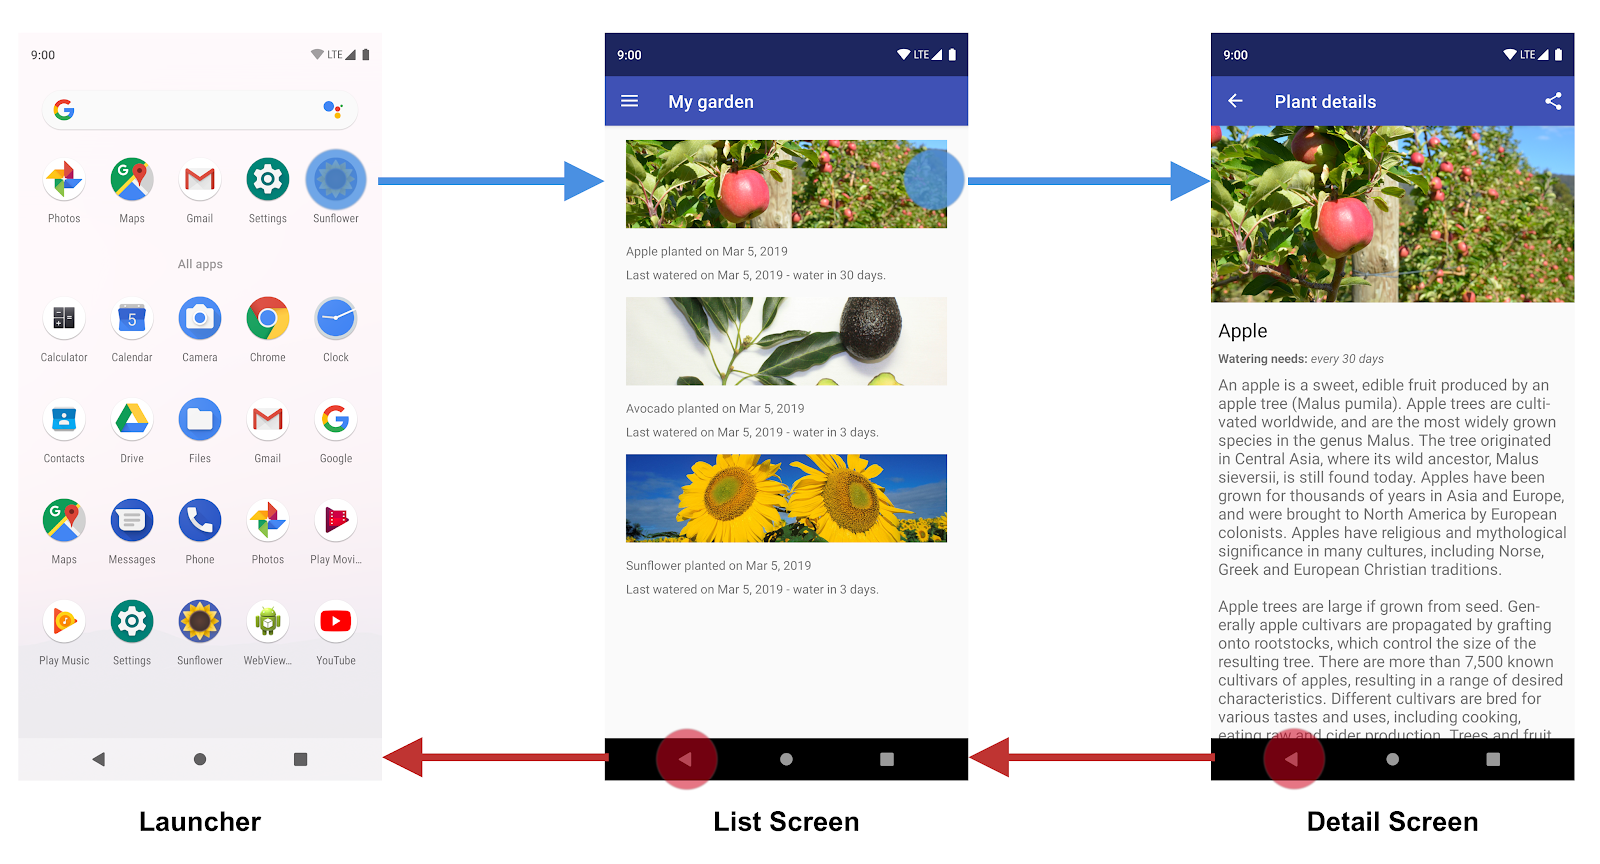 9:00
LTE
Photos
Maps
Gmail
Settings
Sunflower
All apps
Calculator
Calendar
Camera
Chrome
Clock
5
Contacts
Drive
Files
Gmail
Google
Maps
Messages
Phone
Photos
Play Movi...
Play Music
Settings
Sunflower
WebView...
YouTube
Launcher
9:00
LTE
My garden
Apple planted on Mar 5, 2019
Last watered on Mar 5, 2019 - water in 30 days.
Avocado planted on Mar 5, 2019
Last watered on Mar 5, 2019 - water in 3 days.
Sunflower planted on Mar 5, 2019
Last watered on Mar 5, 2019 - water in 3 days.
List Screen
9:00
LTE
Plant details
Apple
Watering needs: every 30 days
An apple is a sweet, edible fruit produced by an
apple tree (Malus pumila). Apple trees are culti-
vated worldwide, and are the most widely grown
species in the genus Malus. The tree originated
in Central Asia, where its wild ancestor, Malus
sieversii, is still found today. Apples have been
grown for thousands of years in Asia and Europe,
and were brought to North America by European
colonists. Apples have religious and mythological
significance in many cultures, including Norse,
Greek and European Christian traditions.
Apple trees are large if grown from seed. Gen-
erally apple cultivars are propagated by grafting
onto rootstocks, which control the size of the
resulting tree. There are more than 7,500 known
cultivars of apples, resulting in a range of desired
characteristics. Different cultivars are bred for
various tastes and uses, including cooking,
eating raw and cider production. Trees and fruit
Detail Screen